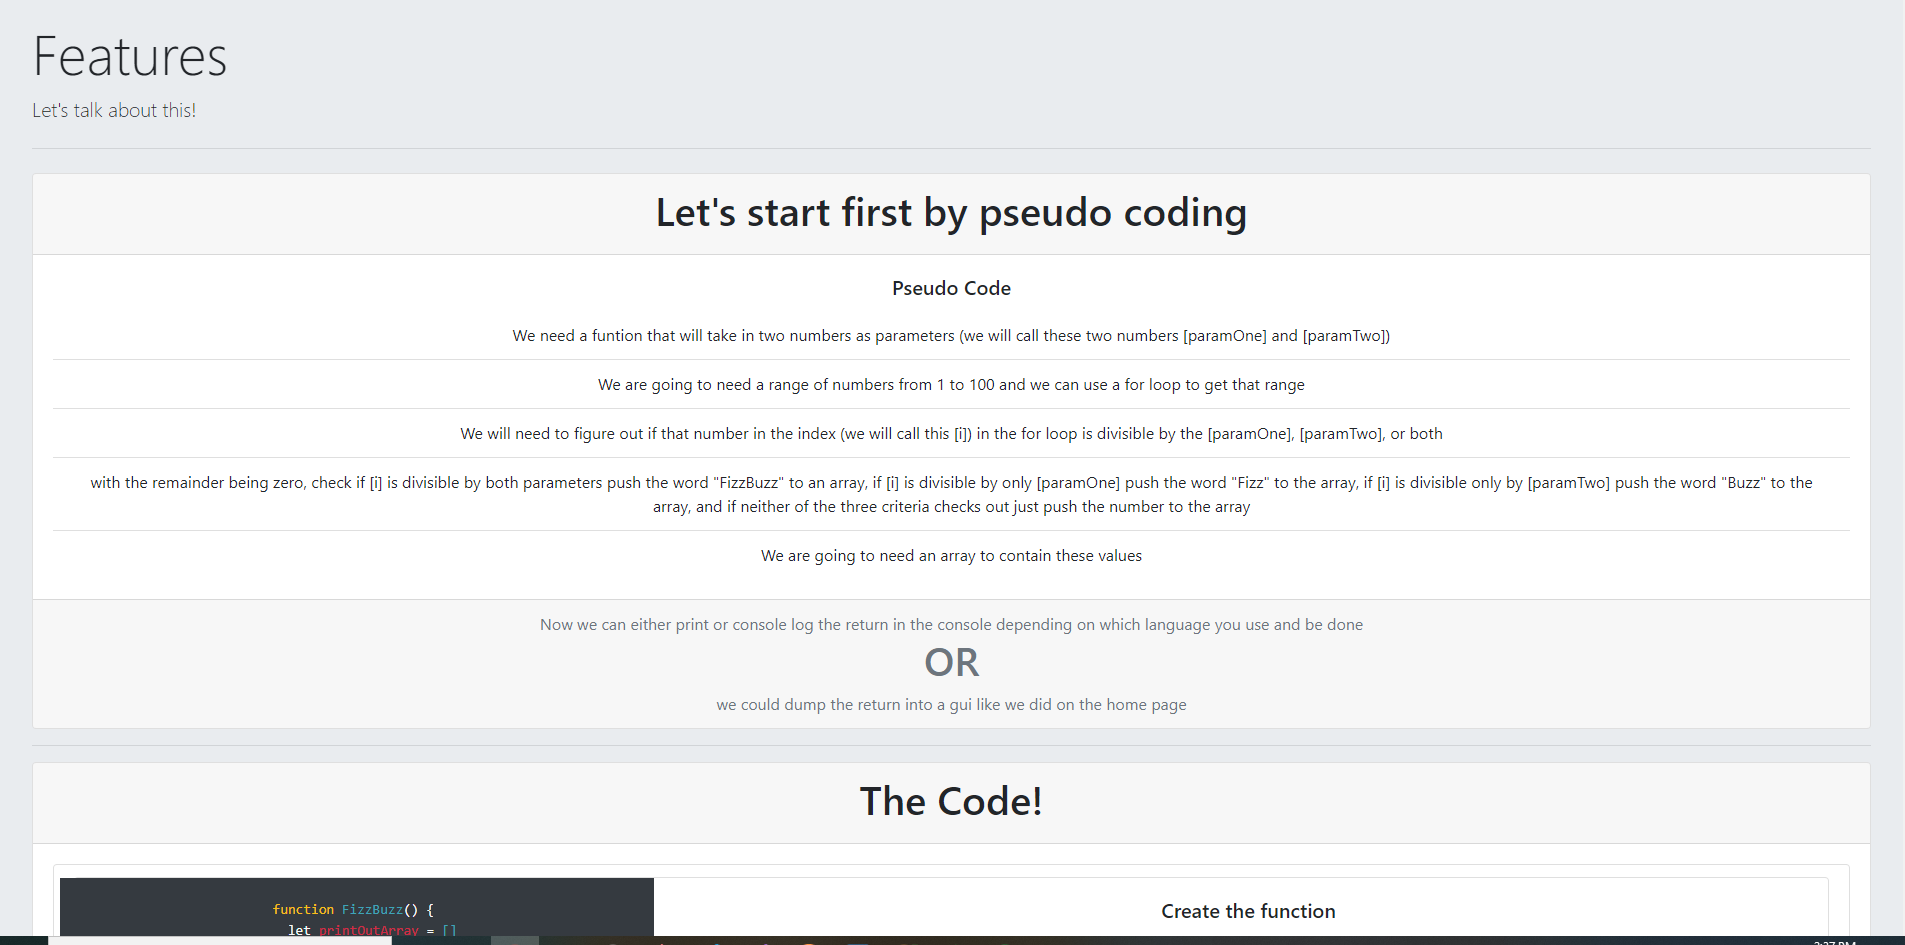 Features
Let's talk about this!
Let's start first by pseudo coding
Pseudo Code
We need a funtion that will take in two numbers as parameters (we will call these two numbers [paramOne] and [paramTwo])
We are going to need a range of numbers from 1 to 100 and we can use a for loop to get that range
We will need to figure out if that number in the index (we will call this [i]) in the for loop is divisible by the [paramOne], [paramTwo], or both
with the remainder being zero, check if [i] is divisible by both parameters push the word "FizzBuzz" to an array, if [i] is divisible by only [paramOne] push the word "Fizz" to the array, if [i] is divisible only by [paramTwo] push the word "Buzz" to the
array, and if neither of the three criteria checks out just push the number to the array
We are going to need an array to contain these values
Now we can either print or console log the return in the console depending on which language you use and be done
OR
we could dump the return into a gui like we did on the home page
The Code!
function FizzBuzz() {
let printOutArray = []
Create the function